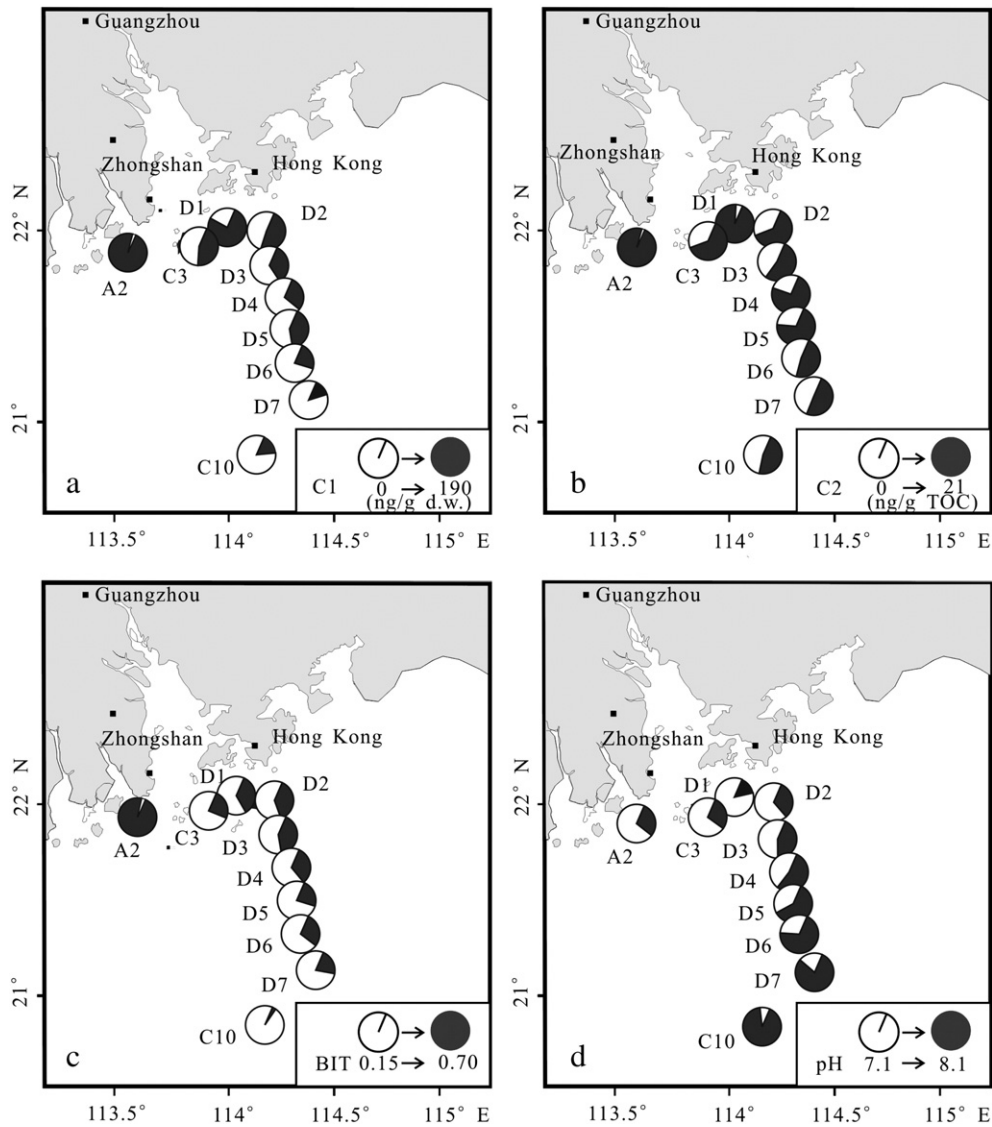 Guangzhou
Zhongshan
Hong Kong
D1
D2
A2
C3
D3
D4
D5
D6
D7
C10
22° N
21°
a
C1 0 → 190
(ng/g d.w.)
113.5° 114° 114.5° 115° E
Guangzhou
Zhongshan
Hong Kong
D1
D2
A2
C3
D3
D4
D5
D6
D7
C10
22° N
21°
b
C2 0 → 21
(ng/g TOC)
113.5° 114° 114.5° 115° E
Guangzhou
Zhongshan
Hong Kong
D1
D2
A2
C3
D3
D4
D5
D6
D7
C10
22° N
21°
c
BIT 0.15 → 0.70
113.5° 114° 114.5° 115° E
Guangzhou
Zhongshan
Hong Kong
D1
D2
A2
C3
D3
D4
D5
D6
D7
C10
22° N
21°
d
pH 7.1 → 8.1
113.5° 114° 114.5° 115° E